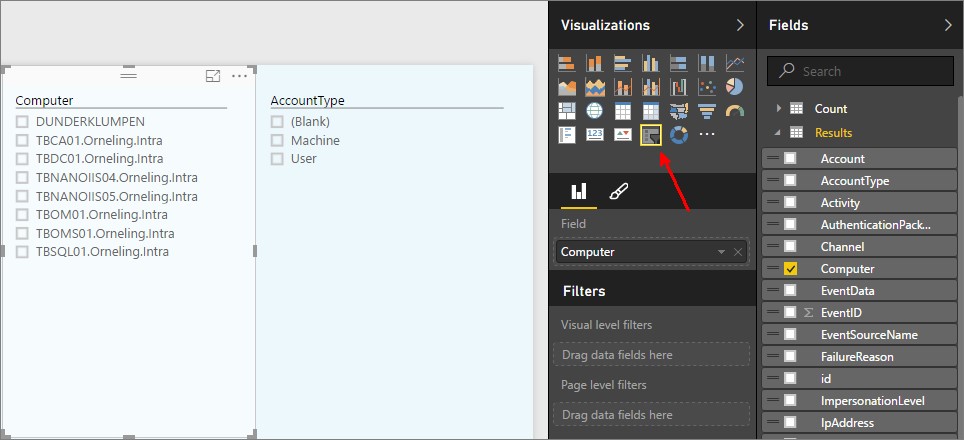 Computer
DUNDERKLUMPEN
TBCA01.Orneling.Intra
TBDC01.Orneling.Intra
TBNANOIIS04.Orneling.Intra
TBNANOIIS05.Orneling.Intra
TBOM01.Orneling.Intra
TBOMS01.Orneling.Intra
TBSQL01.Orneling.Intra
AccountType
(Blank)
Machine
User
Visualizations
123
Field
Computer
Filters
Visual level filters
Drag data fields here
Page level filters
Drag data fields here
Fields
Search
Count
Results
Account
AccountType
Activity
AuthenticationPack...
Channel
Computer
EventData
Σ EventID
EventSourceName
FailureReason
id
ImpersonationLevel
IpAddress